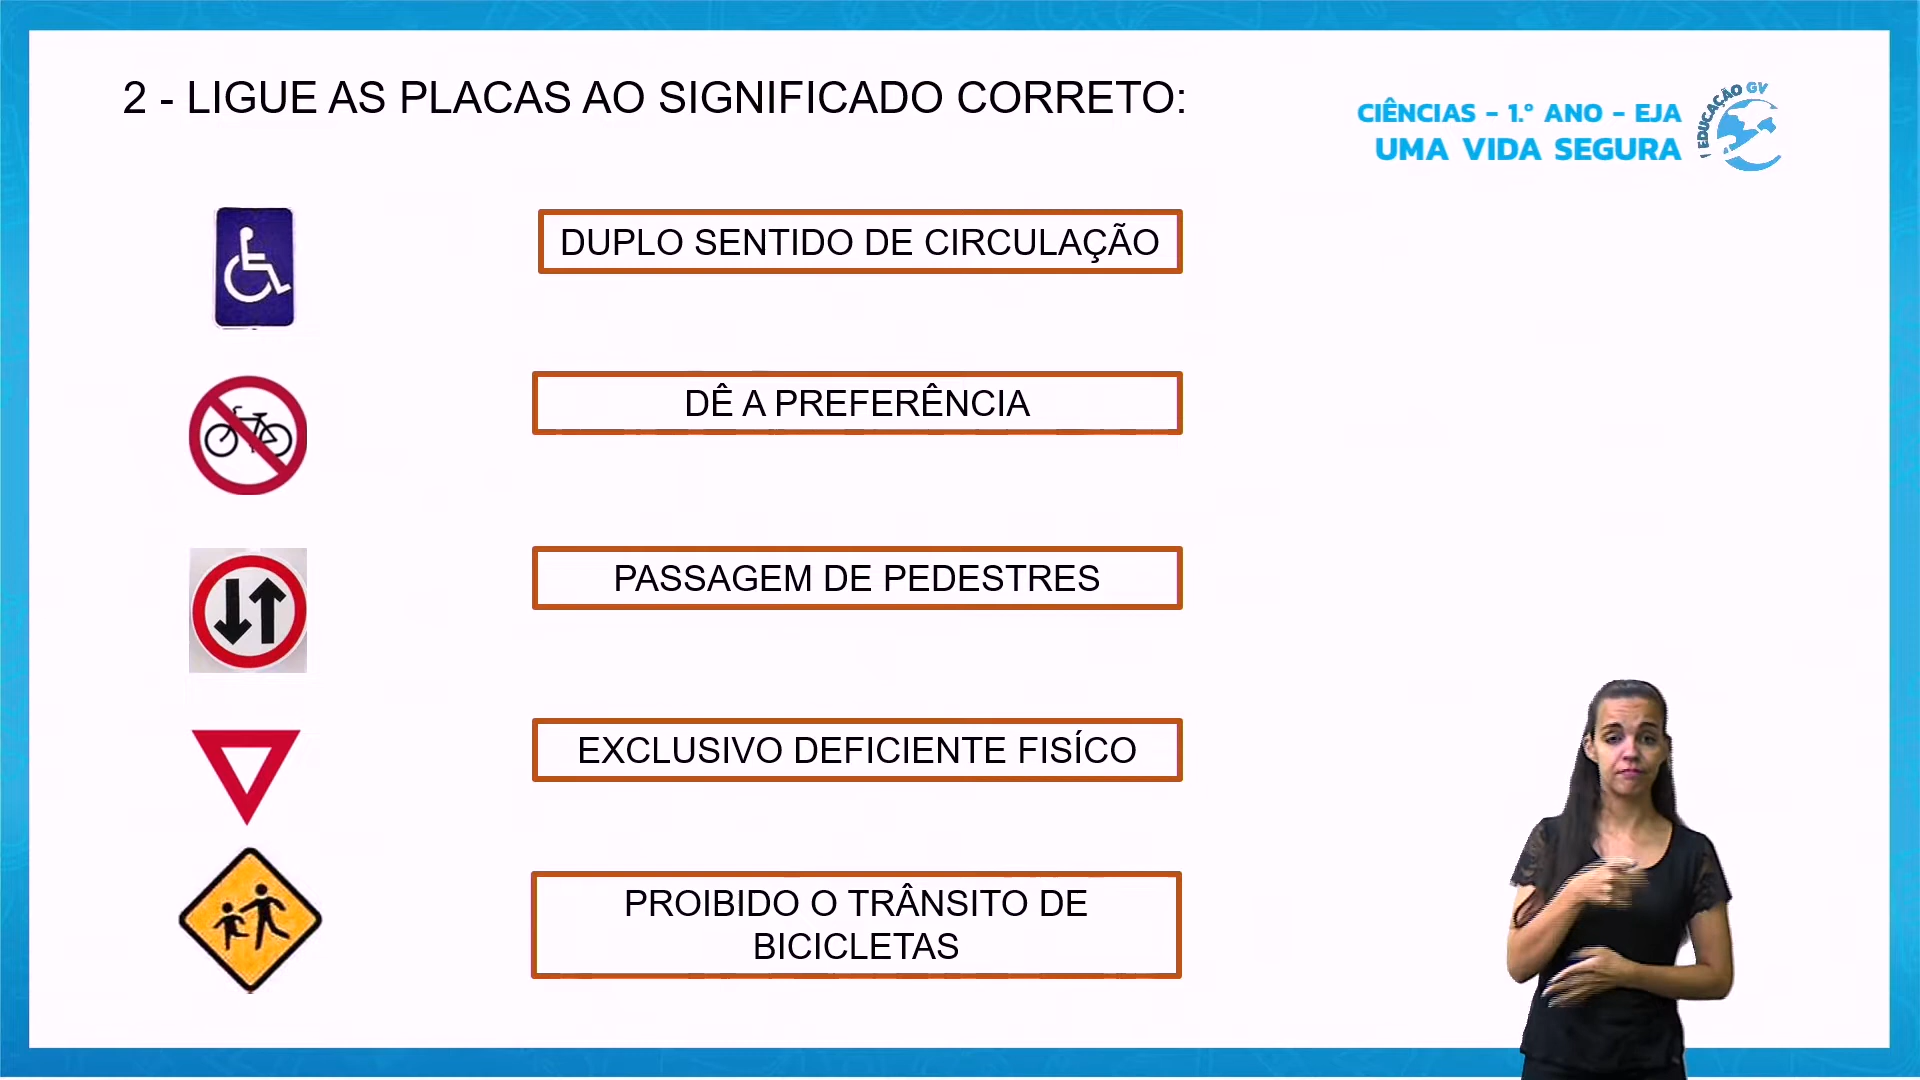 2 - LIGUE AS PLACAS AO SIGNIFICADO CORRETO:
CIÊNCIAS - 1.º ANO - EJA
UMA VIDA SEGURA
EDUCAÇÃO GV
DUPLO SENTIDO DE CIRCULAÇÃO
DÊ A PREFERÊNCIA
PASSAGEM DE PEDESTRES
EXCLUSIVO DEFICIENTE FISÍCO
PROIBIDO O TRÂNSITO DE
BICICLETAS